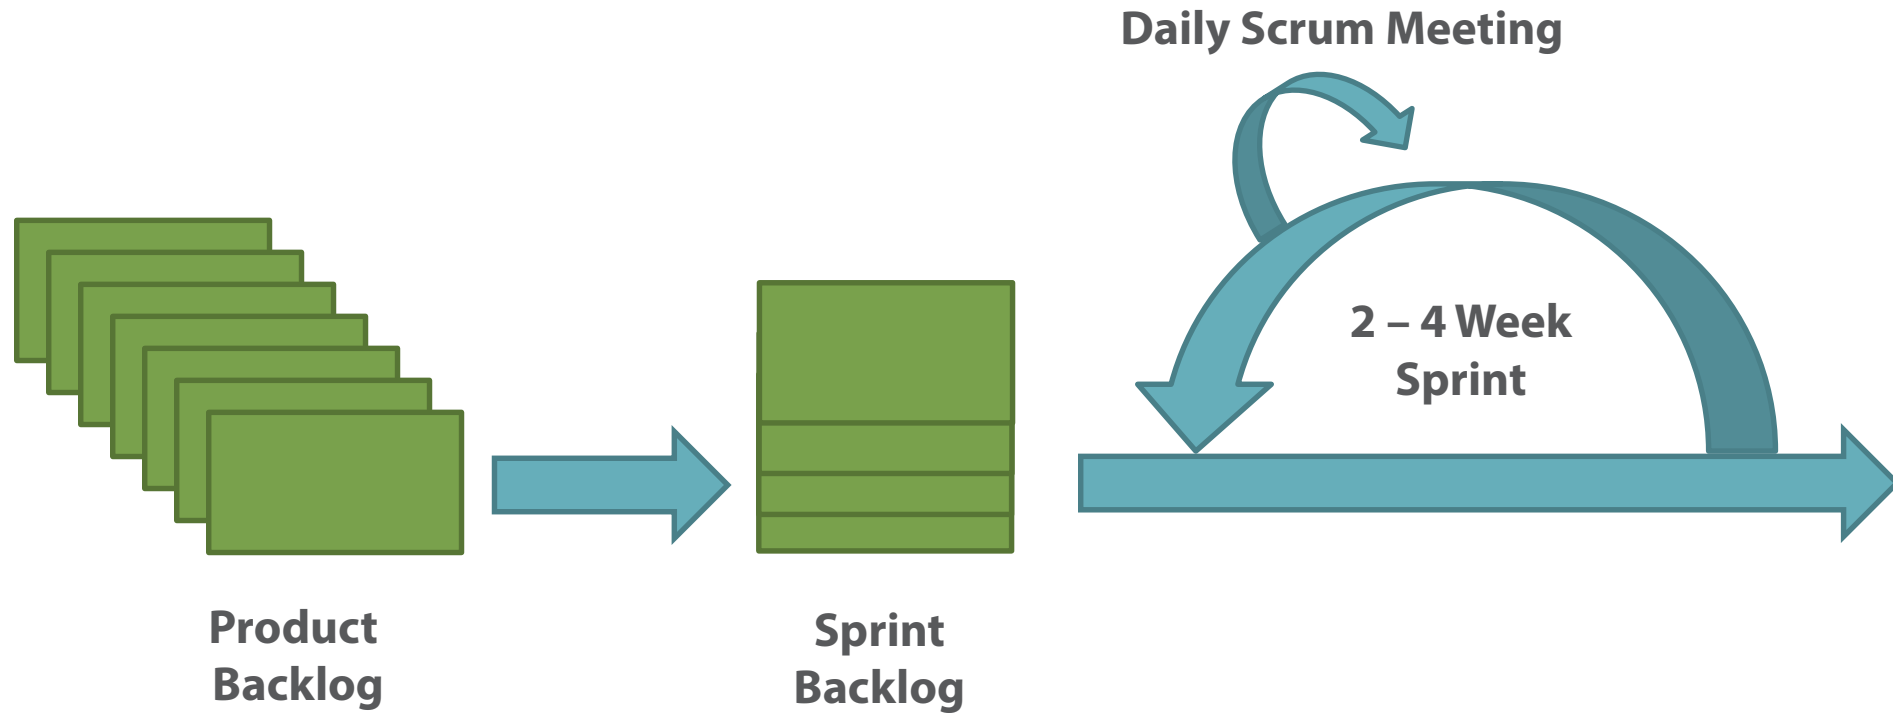 Daily Scrum Meeting
2 – 4 Week
Sprint
Product
Backlog
Sprint
Backlog